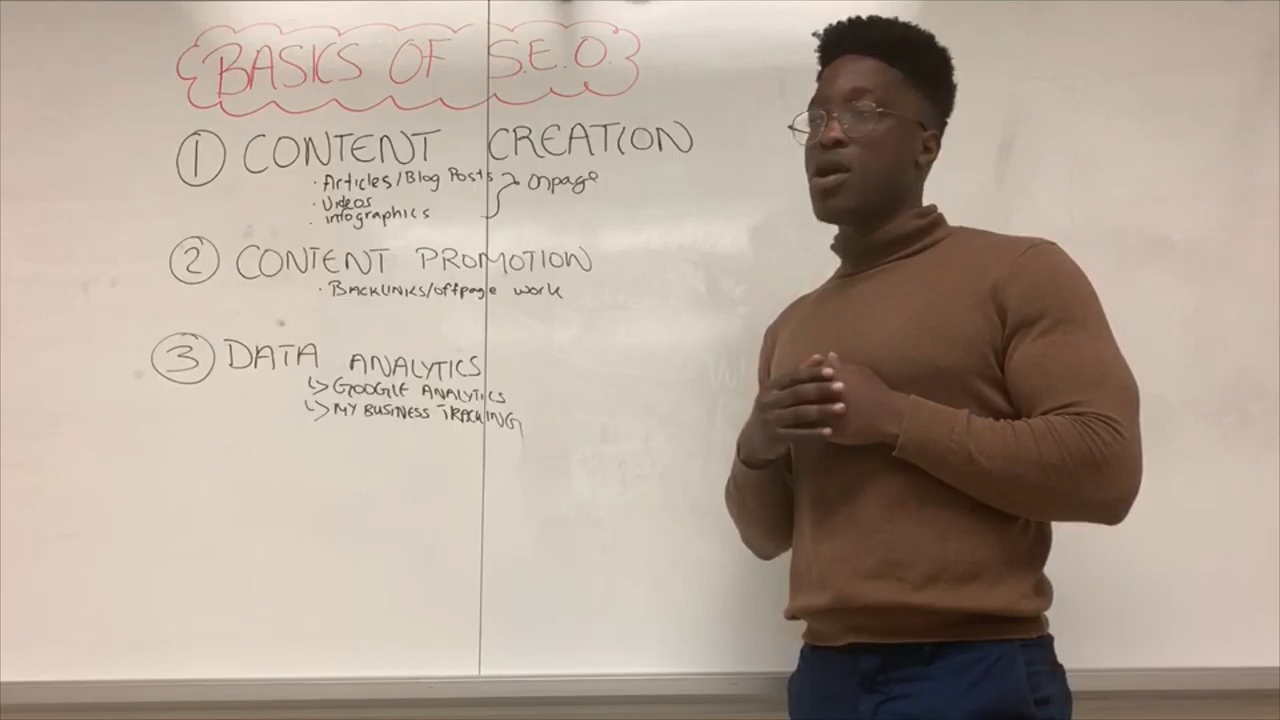 BASICS OF S.E.O.
① CONTENT CREATION
· Articles/Blog Posts → Onpage
· Videos
· infographics
② CONTENT PROMOTION
· BACKLINKS/offpage work
③ DATA ANALYTICS
↳ GOOGLE ANALYTICS
↳ MY BUSINESS TRACKING